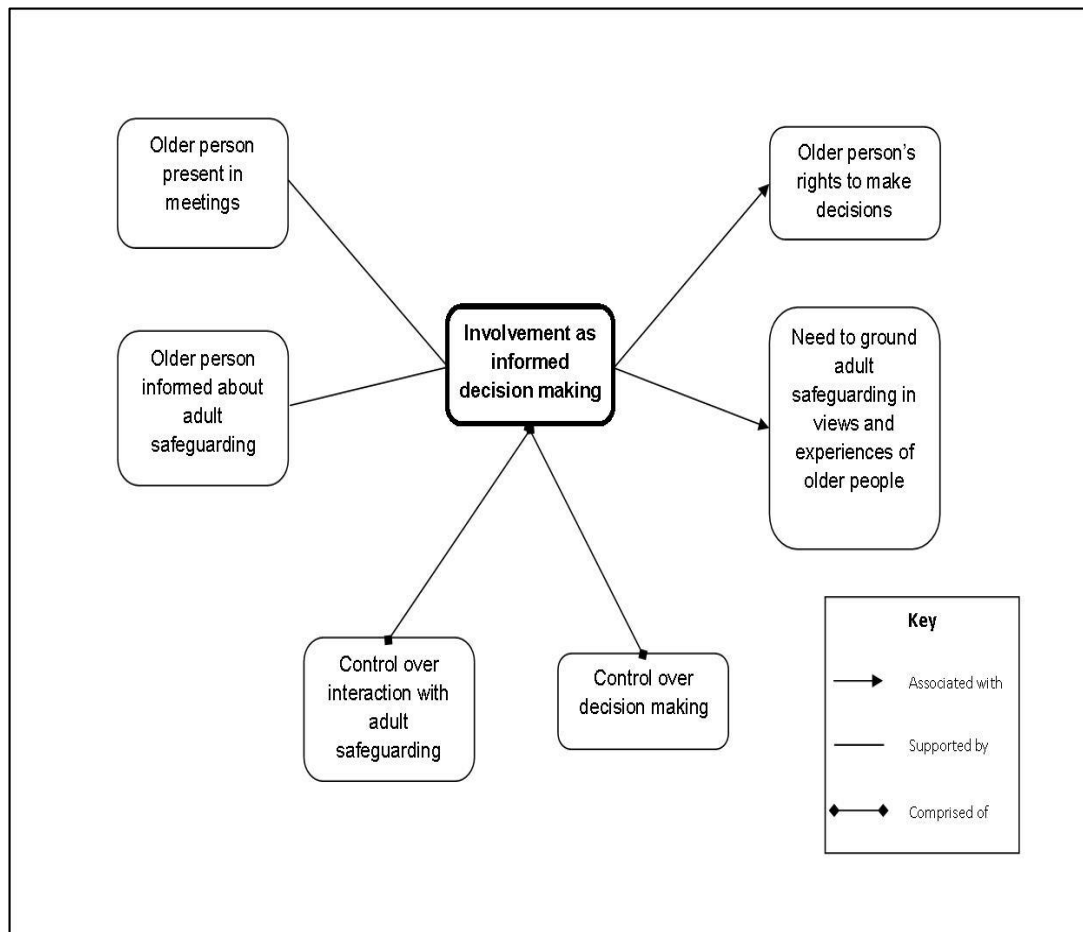 Older person
present in
meetings
Older person's
rights to make
decisions
Involvement as
informed
decision making
Older person
informed about
adult
safeguarding
Need to ground
adult
safeguarding in
views and
experiences of
older people
Control over
interaction with
adult
safeguarding
Control over
decision making
Key
Associated with
Supported by
Comprised of